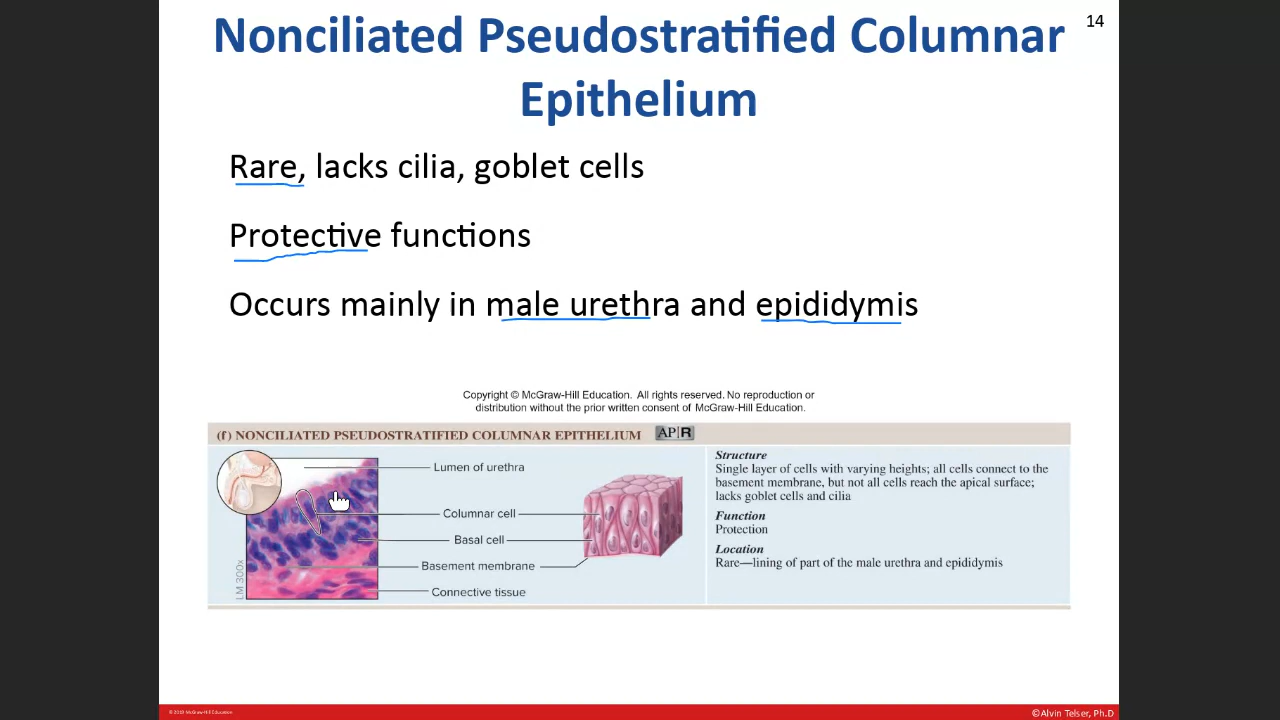 14
Nonciliated Pseudostratified Columnar
Epithelium
Rare, lacks cilia, goblet cells
Protective functions
Occurs mainly in male urethra and epididymis
Copyright © McGraw-Hill Education. All rights reserved. No reproduction or
distribution without the prior written consent of McGraw-Hill Education.
(f) NONCILIATED PSEUDOSTRATIFIED COLUMNAR EPITHELIUM AP|R
Lumen of urethra
Columnar cell
Basal cell
Basement membrane
Connective tissue
LM 300x
Structure
Single layer of cells with varying heights; all cells connect to the
basement membrane, but not all cells reach the apical surface;
lacks goblet cells and cilia
Function
Protection
Location
Rare—lining of part of the male urethra and epididymis
© 2019 McGraw-Hill Education
©Alvin Telser, Ph.D